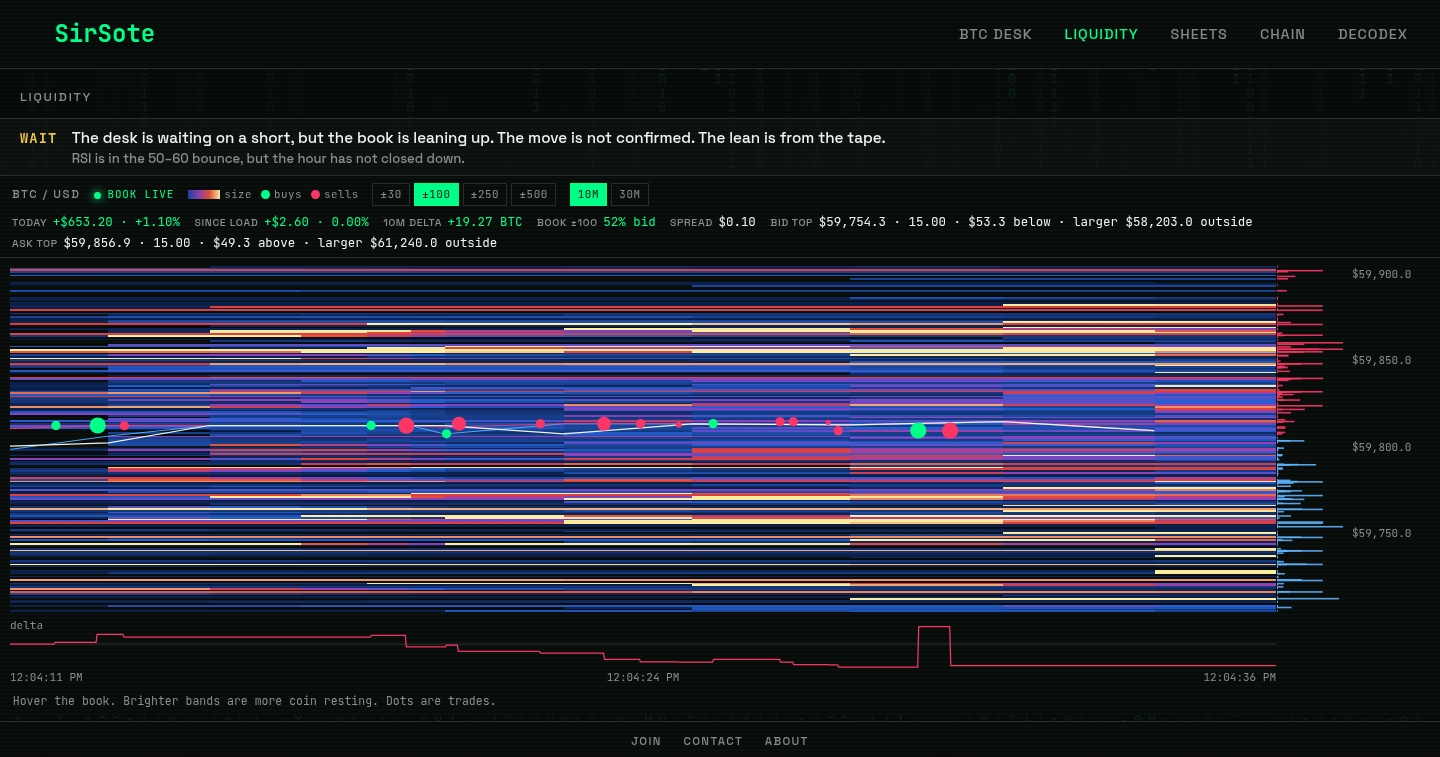 SirSote BTC DESK LIQUIDITY SHEETS CHAIN DECODEX
LIQUIDITY
WAIT The desk is waiting on a short, but the book is leaning up. The move is not confirmed. The lean is from the tape.
RSI is in the 50–60 bounce, but the hour has not closed down.
BTC / USD BOOK LIVE size buys sells ±30 ±100 ±250 ±500 10M 30M
TODAY +$653.20 · +1.10% SINCE LOAD +$2.60 · 0.00% 10M DELTA +19.27 BTC BOOK ±100 52% bid SPREAD $0.10 BID TOP $59,754.3 · 15.00 · $53.3 below · larger $58,203.0 outside
ASK TOP $59,856.9 · 15.00 · $49.3 above · larger $61,240.0 outside
$59,900.0
$59,850.0
$59,800.0
$59,750.0
delta
12:04:11 PM 12:04:24 PM 12:04:36 PM
Hover the book. Brighter bands are more coin resting. Dots are trades.
JOIN CONTACT ABOUT